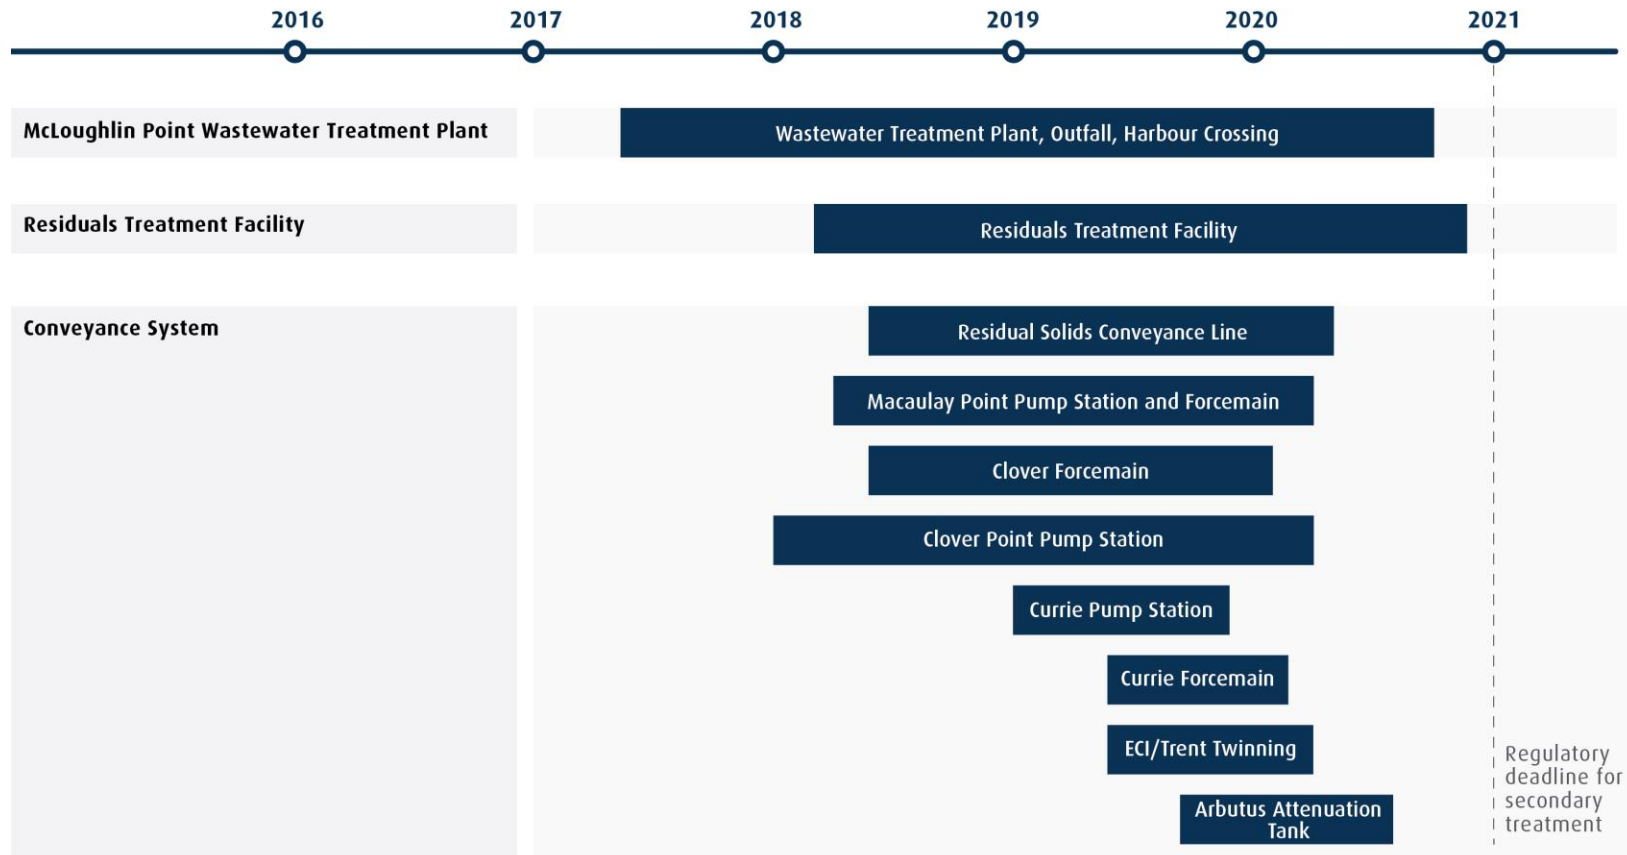 2016 2017 2018 2019 2020 2021
McLoughlin Point Wastewater Treatment Plant
Wastewater Treatment Plant, Outfall, Harbour Crossing
Residuals Treatment Facility
Residuals Treatment Facility
Conveyance System
Residual Solids Conveyance Line
Macaulay Point Pump Station and Forcemain
Clover Forcemain
Clover Point Pump Station
Currie Pump Station
Currie Forcemain
ECI/Trent Twinning
Arbutus Attenuation
Tank
Regulatory
deadline for
secondary
treatment